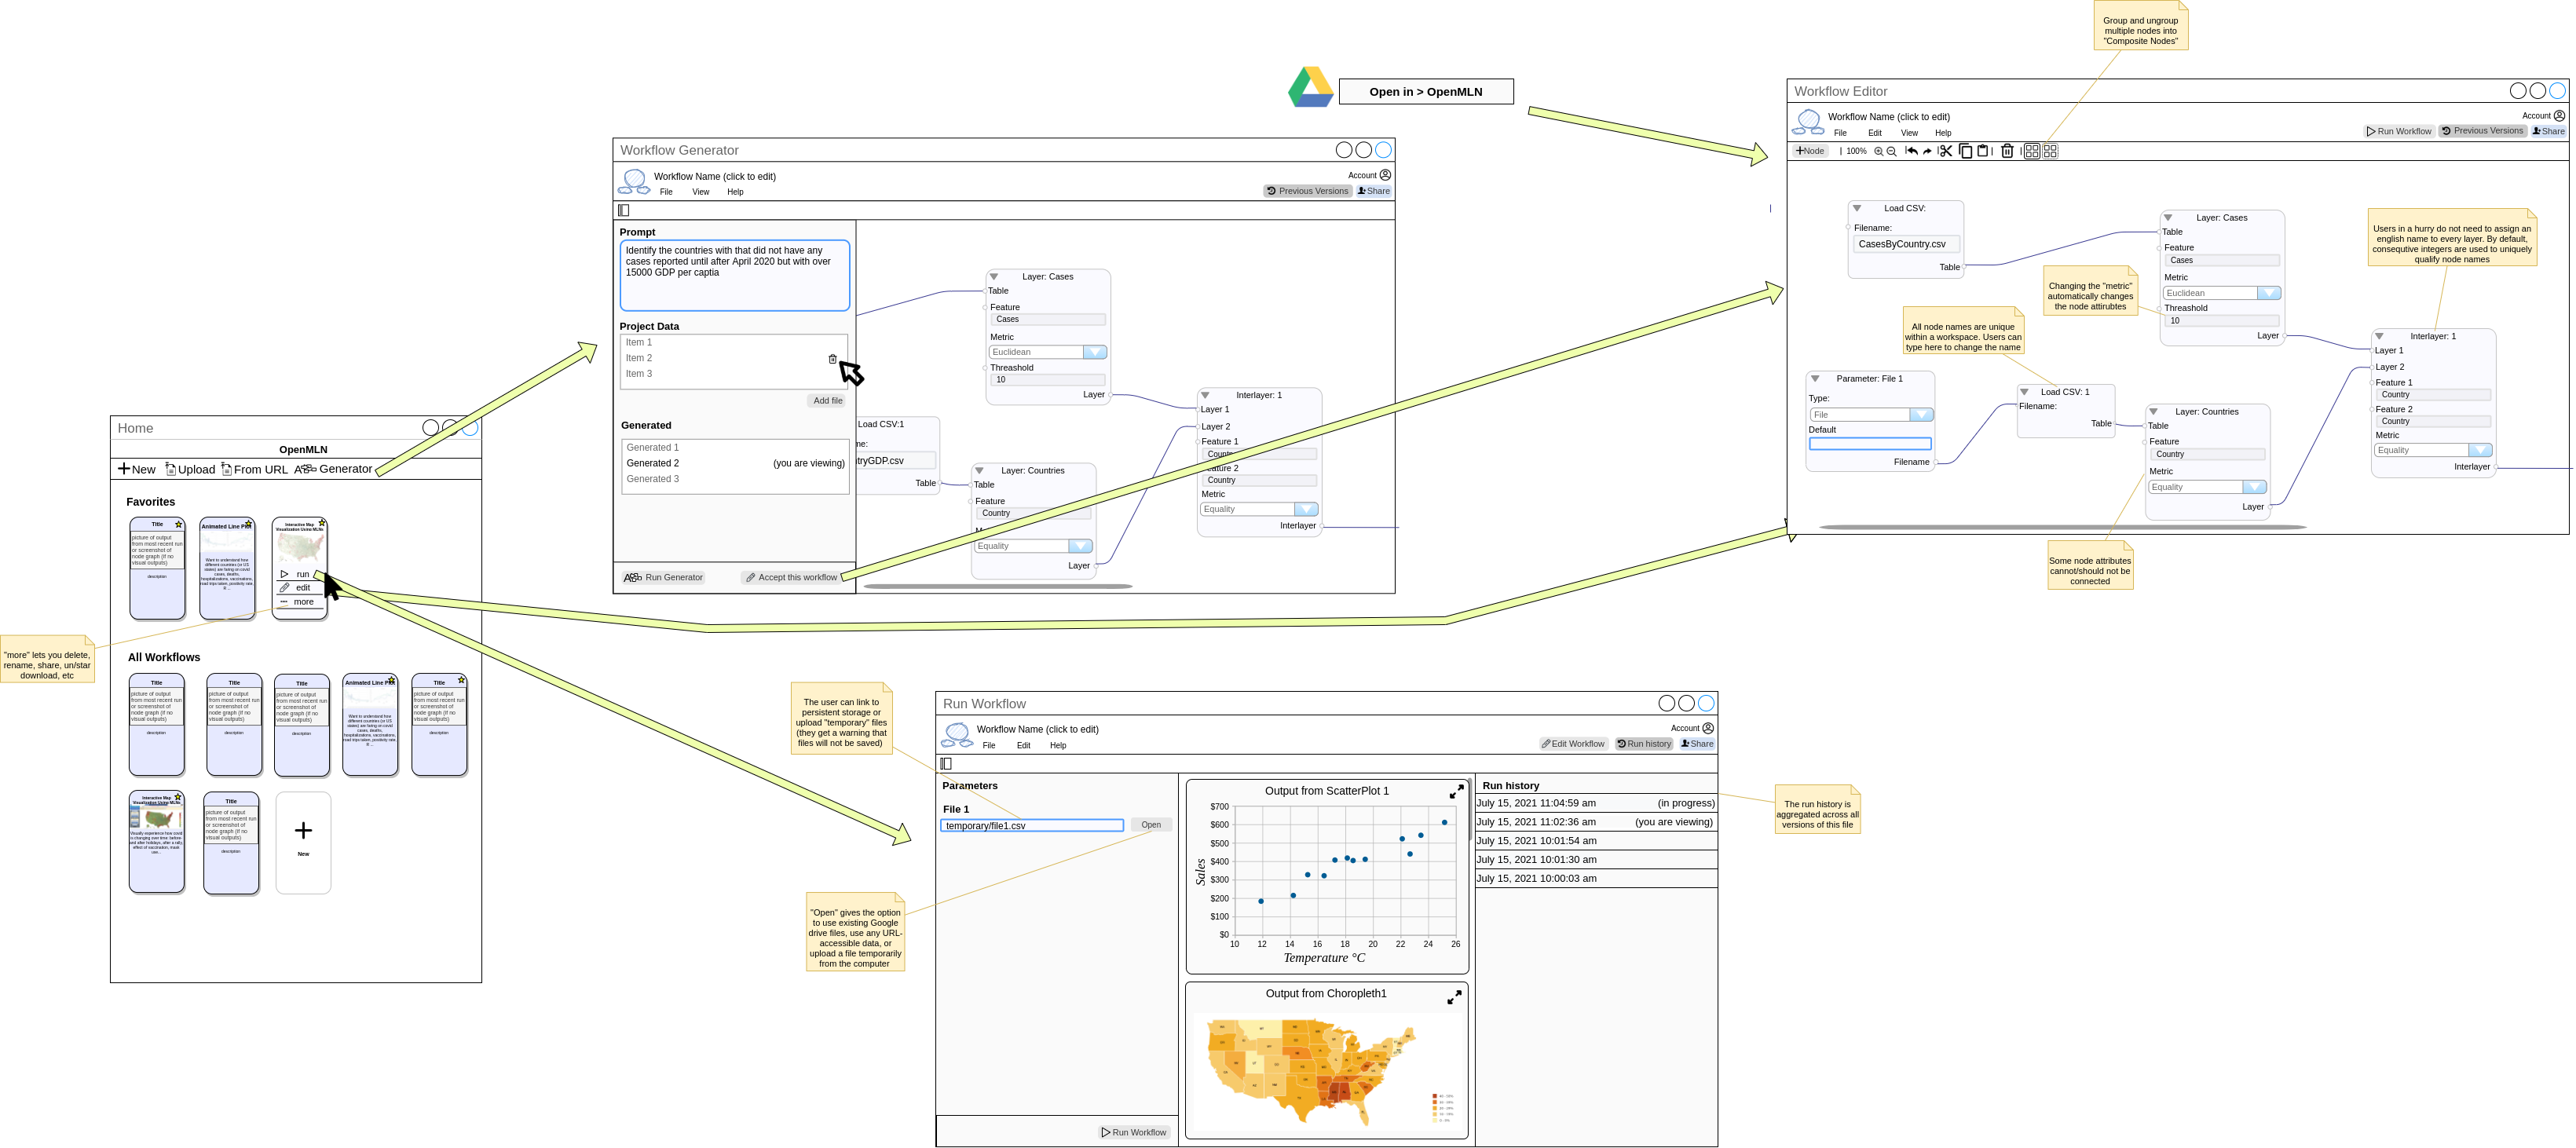 Group and ungroup
multiple nodes into
"Composite Nodes"
Open in > OpenMLN
Workflow Editor
Workflow Name (click to edit)
Account
File Edit View Help
Run Workflow Previous Versions Share
+Node | 100%
Load CSV:
Filename:
CasesByCountry.csv
Table
Layer: Cases
Table
Feature
Cases
Metric
Euclidean
Threshold
10
Layer
Users in a hurry do not need to assign an
english name to every layer. By default,
consequtive integers are used to uniquely
qualify node names
Changing the "metric"
automatically changes
the node attirubtes
All node names are unique
within a workspace. Users can
type here to change the name
Parameter: File 1
Type:
File
Default
Filename
Load CSV: 1
Filename:
Table
Layer: Countries
Table
Feature
Country
Metric
Equality
Layer
Interlayer: 1
Layer 1
Layer 2
Feature 1
Country
Feature 2
Country
Metric
Equality
Interlayer
Some node attributes
cannot/should not be
connected
Workflow Generator
Workflow Name (click to edit)
Account
File View Help
Previous Versions Share
Prompt
Identify the countries with that did not have any
cases reported until after April 2020 but with over
15000 GDP per captia
Project Data
Item 1
Item 2
Item 3
Add file
Generated
Generated 1
Generated 2 (you are viewing)
Generated 3
Run Generator Accept this workflow
Layer: Cases
Table
Feature
Cases
Metric
Euclidean
Threashold
10
Layer
Load CSV:1
me:
tryGDP.csv
Table
Layer: Countries
Table
Feature
Country
Equality
Layer
Interlayer: 1
Layer 1
Layer 2
Feature 1
Feature 2
Country
Metric
Equality
Interlayer
Home
OpenMLN
New Upload From URL Generator
Favorites
Title
picture of output
from most recent run
or screenshot of
node graph (if no
visual outputs)
description
Animated Line Plot
Want to understand how
different countries (or US
states) are faring at covid
cases, deaths,
hospitalizations, vaccinations,
road trips taken, positivity rate,
R ...
Interactive Map
Visualization Using MLNs
run
edit
more
"more" lets you delete,
rename, share, un/star
download, etc
All Workflows
Title
picture of output
from most recent run
or screenshot of
node graph (if no
visual outputs)
description
Title
picture of output
from most recent run
or screenshot of
node graph (if no
visual outputs)
description
Title
picture of output
from most recent run
or screenshot of
node graph (if no
visual outputs)
description
Animated Line Plot
Want to understand how
different countries (or US
states) are faring at covid
cases, deaths,
hospitalizations, vaccinations,
road trips taken, positivity rate,
R ...
Title
picture of output
from most recent run
or screenshot of
node graph (if no
visual outputs)
description
Interactive Map
Visualization Using MLNs
Visually experience how covid
is changing over time: before
and after holidays, after a rally,
effect of vaccination, mask
use...
Title
picture of output
from most recent run
or screenshot of
node graph (if no
visual outputs)
description
New
The user can link to
persistent storage or
upload "temporary" files
(they get a warning that
files will not be saved)
"Open" gives the option
to use existing Google
drive files, use any URL-
accessible data, or
upload a file temporarily
from the computer
Run Workflow
Workflow Name (click to edit)
Account
File Edit Help
Edit Workflow Run history Share
Parameters
File 1
temporary/file1.csv Open
Run Workflow
Output from ScatterPlot 1
$700
$600
$500
$400
$300
$200
$100
$0
Sales
10 12 14 16 18 20 22 24 26
Temperature °C
Output from Choropleth1
Run history
July 15, 2021 11:04:59 am (in progress)
July 15, 2021 11:02:36 am (you are viewing)
July 15, 2021 10:01:54 am
July 15, 2021 10:01:30 am
July 15, 2021 10:00:03 am
The run history is
aggregated across all
versions of this file